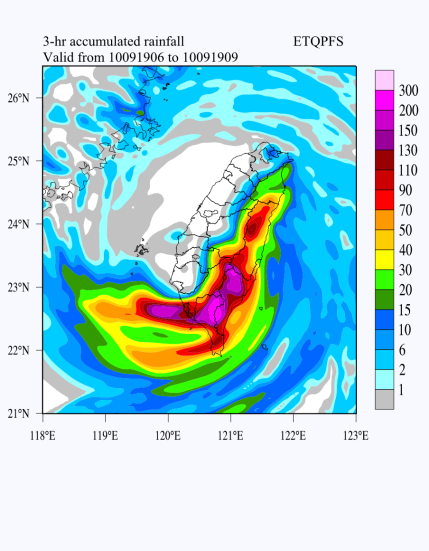 3-hr accumulated rainfall ETQPFS
Valid from 10091906 to 10091909
26°N
25°N
24°N
23°N
22°N
21°N
118°E 119°E 120°E 121°E 122°E 123°E
300
200
150
130
110
90
70
50
40
30
20
15
10
6
2
1